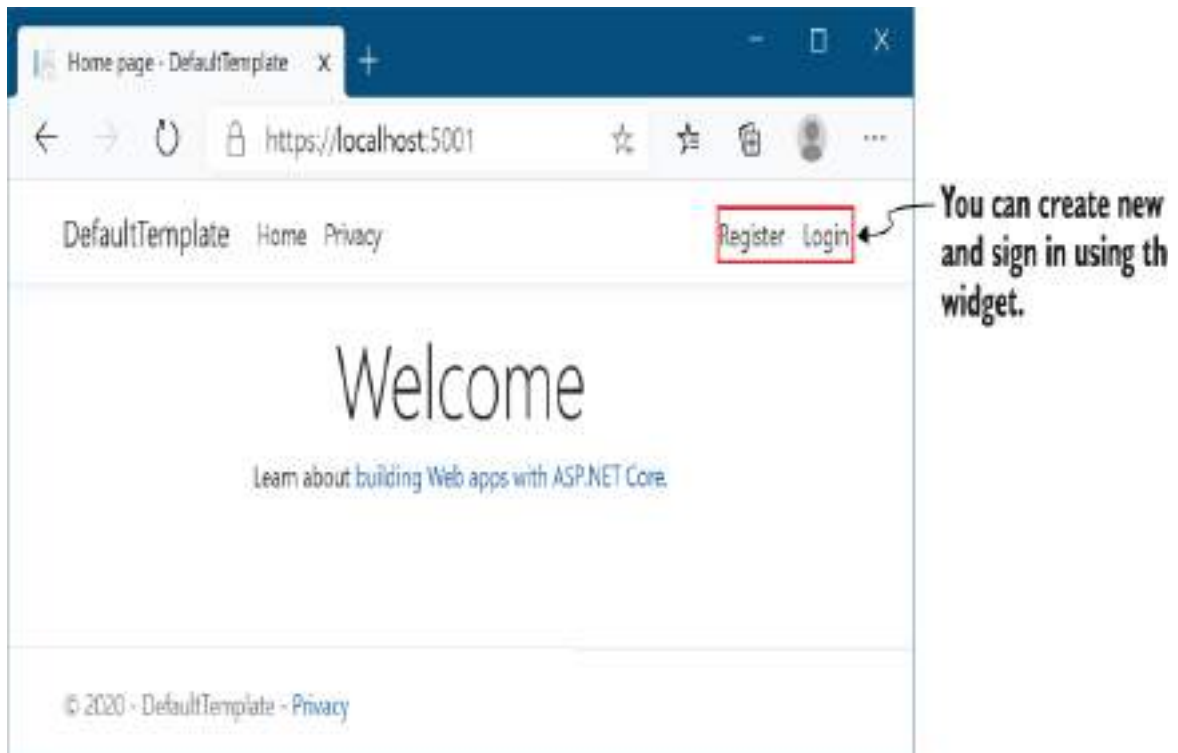 Home page - DefaultTemplate X +
https://localhost:5001
DefaultTemplate Home Privacy Register Login
You can create new
and sign in using th
widget.
Welcome
Learn about building Web apps with ASP.NET Core.
© 2020 - DefaultTemplate - Privacy